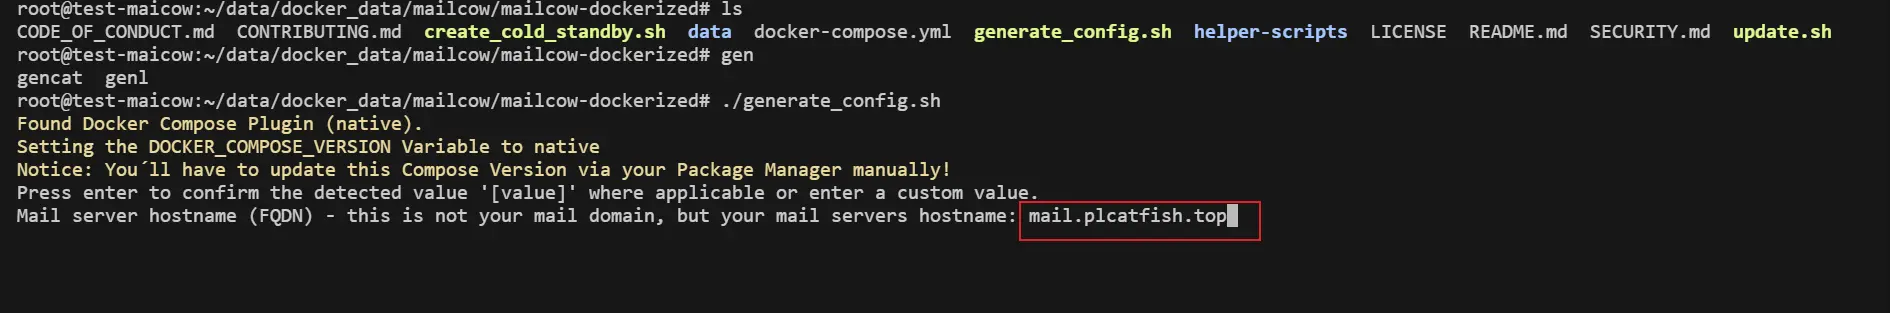 root@test-maicow:~/data/docker_data/mailcow/mailcow-dockerized# ls
CODE_OF_CONDUCT.md  CONTRIBUTING.md  create_cold_standby.sh  data  docker-compose.yml  generate_config.sh  helper-scripts  LICENSE  README.md  SECURITY.md  update.sh
root@test-maicow:~/data/docker_data/mailcow/mailcow-dockerized# gen
gencat  genl
root@test-maicow:~/data/docker_data/mailcow/mailcow-dockerized# ./generate_config.sh
Found Docker Compose Plugin (native).
Setting the DOCKER_COMPOSE_VERSION Variable to native
Notice: You´ll have to update this Compose Version via your Package Manager manually!
Press enter to confirm the detected value '[value]' where applicable or enter a custom value.
Mail server hostname (FQDN) - this is not your mail domain, but your mail servers hostname: mail.plcatfish.top